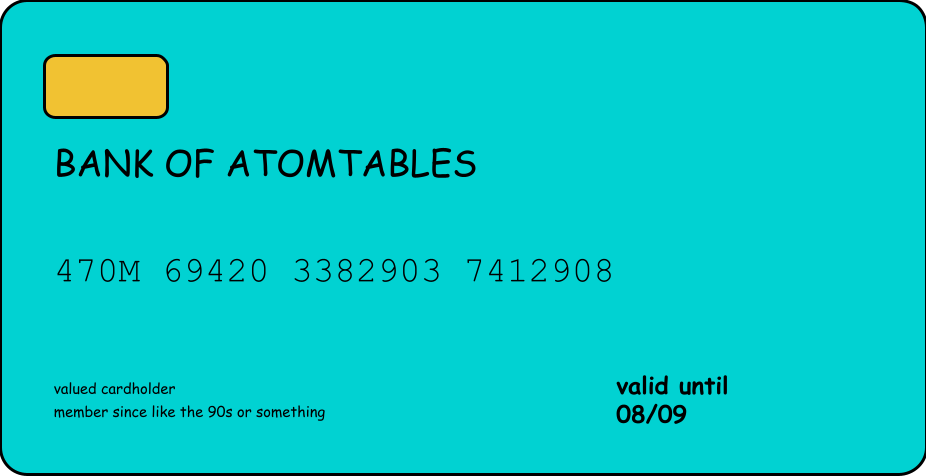 BANK OF ATOMTABLES
470M 69420 3382903 7412908
valued cardholder
member since like the 90s or something
valid until
08/09